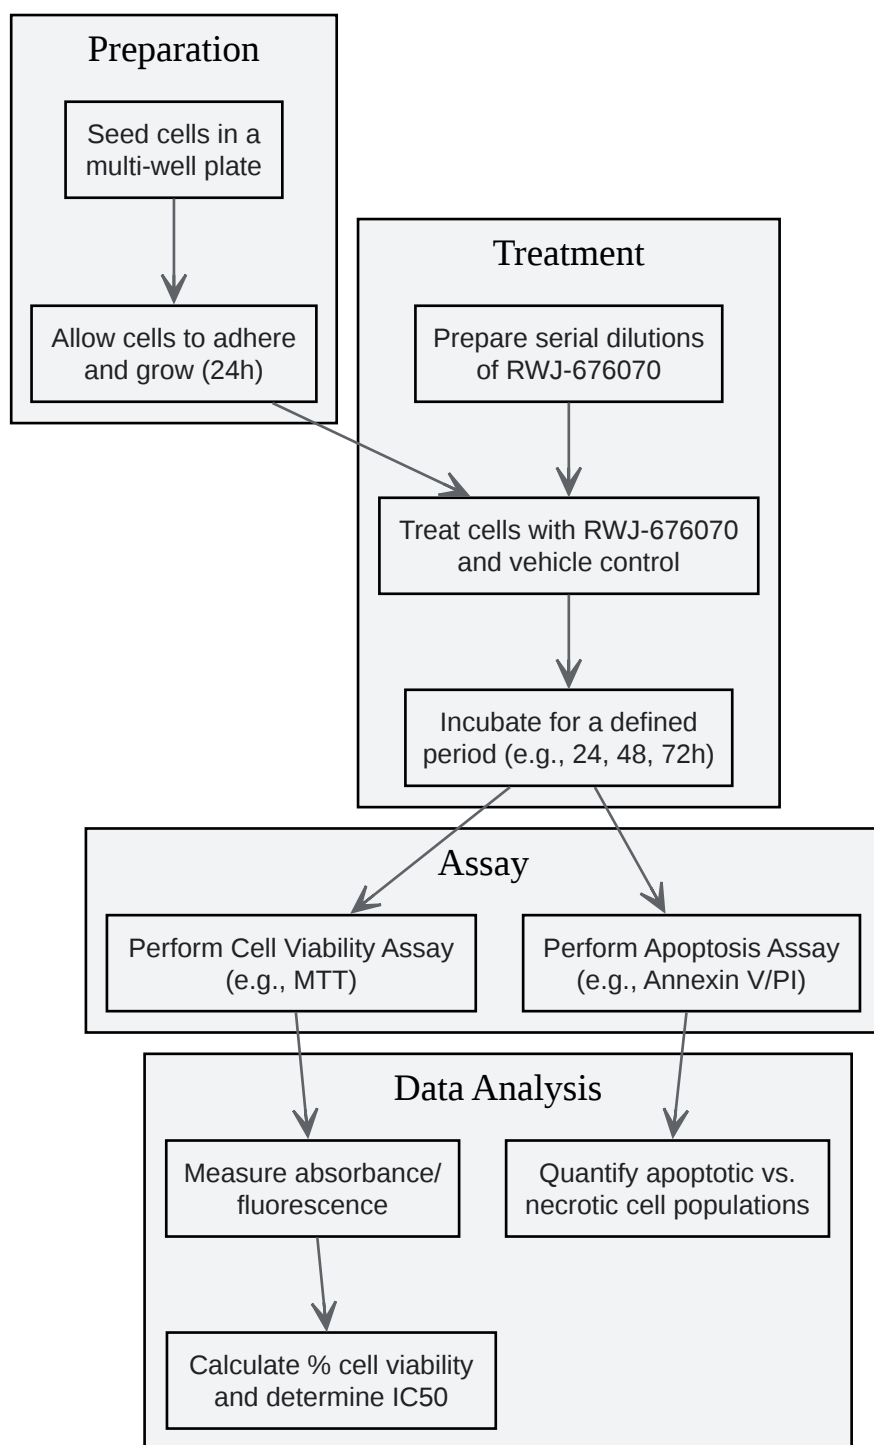 Preparation
Seed cells in a
multi-well plate
Allow cells to adhere
and grow (24h)
Treatment
Prepare serial dilutions
of RWJ-676070
Treat cells with RWJ-676070
and vehicle control
Incubate for a defined
period (e.g., 24, 48, 72h)
Assay
Perform Cell Viability Assay
(e.g., MTT)
Perform Apoptosis Assay
(e.g., Annexin V/PI)
Data Analysis
Measure absorbance/
fluorescence
Quantify apoptotic vs.
necrotic cell populations
Calculate % cell viability
and determine IC50